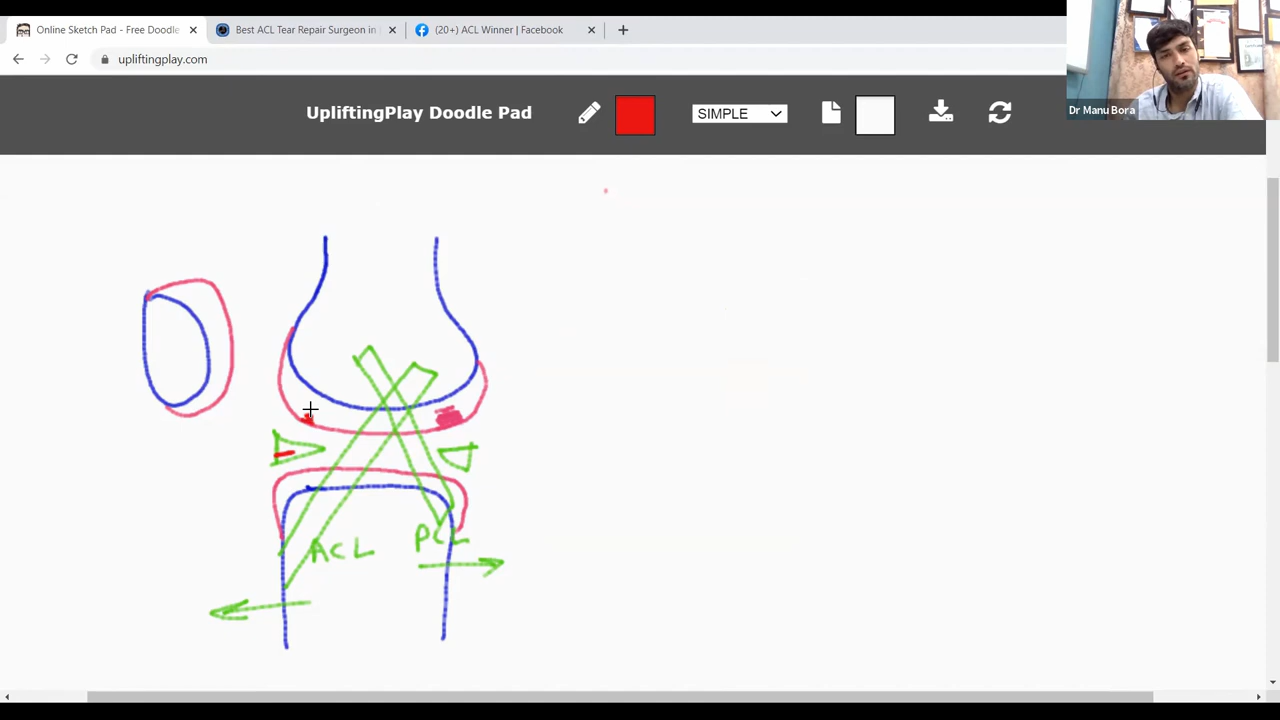 Online Sketch Pad - Free Doodle
Best ACL Tear Repair Surgeon in
(20+) ACL Winner | Facebook
upliftingplay.com
UpliftingPlay Doodle Pad
SIMPLE
Dr Manu Bora
ACL
PCL